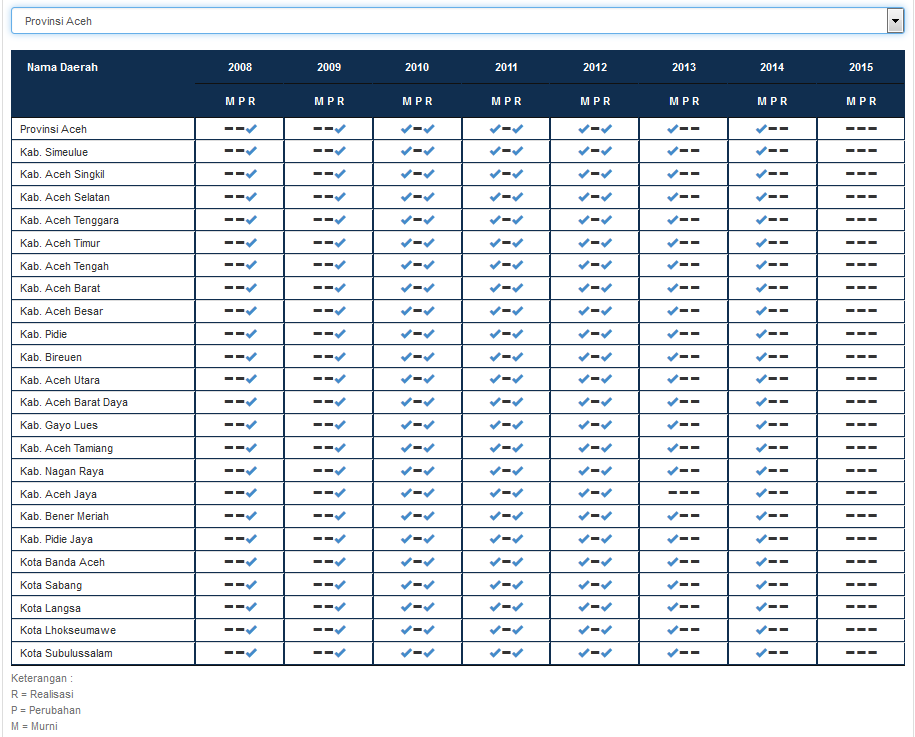 Provinsi Aceh
Nama Daerah 2008 2009 2010 2011 2012 2013 2014 2015
M P R M P R M P R M P R M P R M P R M P R M P R
Provinsi Aceh
Kab. Simeulue
Kab. Aceh Singkil
Kab. Aceh Selatan
Kab. Aceh Tenggara
Kab. Aceh Timur
Kab. Aceh Tengah
Kab. Aceh Barat
Kab. Aceh Besar
Kab. Pidie
Kab. Bireuen
Kab. Aceh Utara
Kab. Aceh Barat Daya
Kab. Gayo Lues
Kab. Aceh Tamiang
Kab. Nagan Raya
Kab. Aceh Jaya
Kab. Bener Meriah
Kab. Pidie Jaya
Kota Banda Aceh
Kota Sabang
Kota Langsa
Kota Lhokseumawe
Kota Subulussalam
Keterangan :
R = Realisasi
P = Perubahan
M = Murni